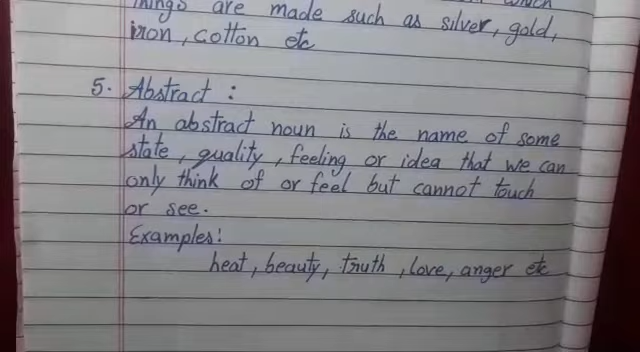 things are made such as silver, gold,
iron, cotton etc
5. Abstract :
An abstract noun is the name of some
state, quality, feeling or idea that we can
only think of or feel but cannot touch
or see.
Examples!
heat, beauty, truth, love, anger etc